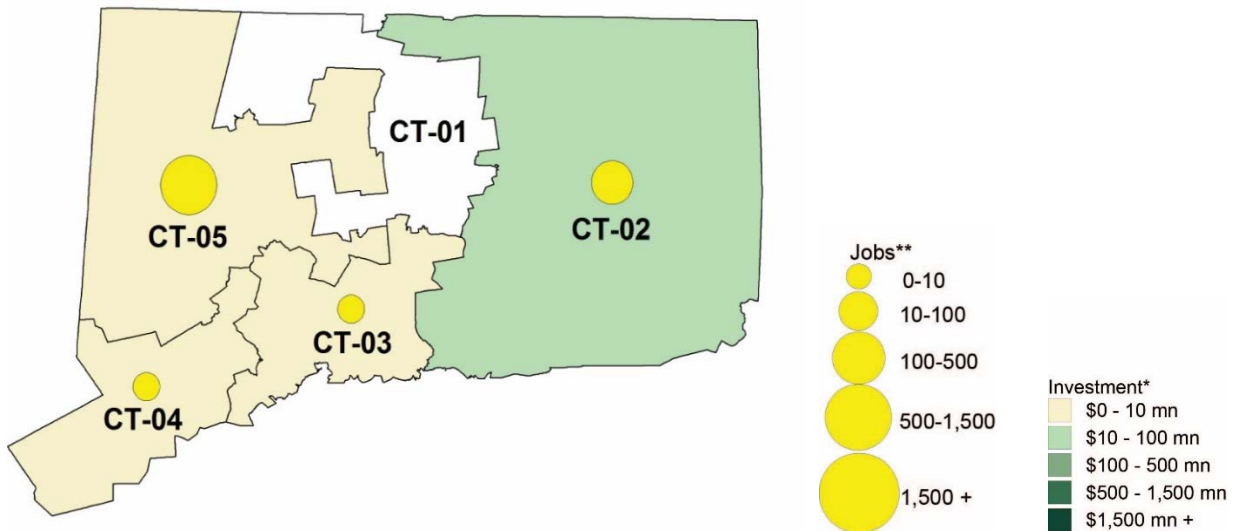 CT-01
CT-05
CT-02
CT-03
CT-04
Jobs**
0-10
10-100
100-500
500-1,500
1,500 +
Investment*
$0 - 10 mn
$10 - 100 mn
$100 - 500 mn
$500 - 1,500 mn
$1,500 mn +